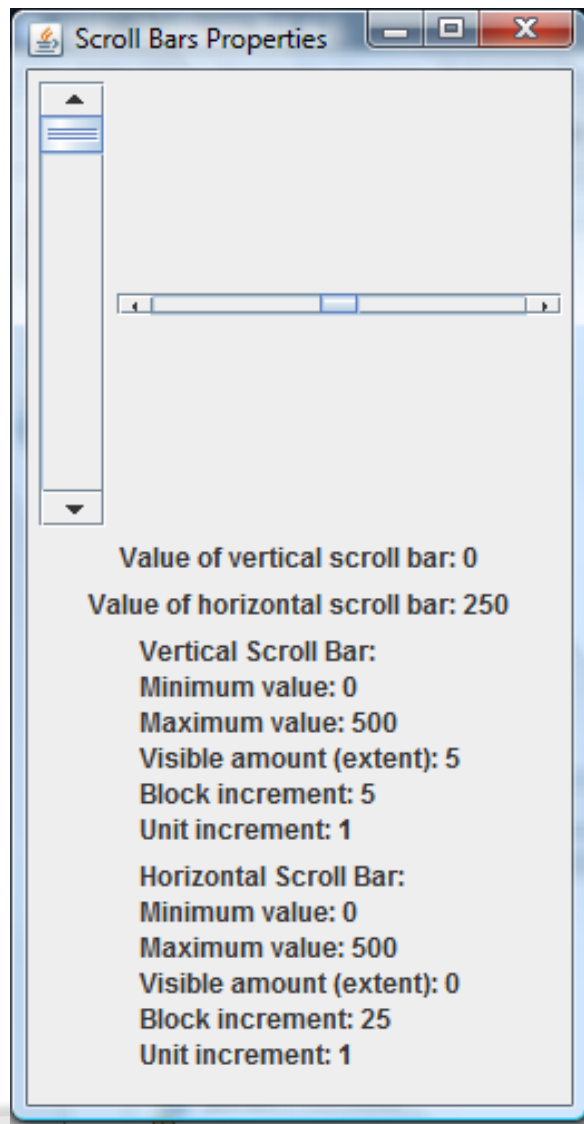 Scroll Bars Properties
Value of vertical scroll bar: 0
Value of horizontal scroll bar: 250
Vertical Scroll Bar:
Minimum value: 0
Maximum value: 500
Visible amount (extent): 5
Block increment: 5
Unit increment: 1
Horizontal Scroll Bar:
Minimum value: 0
Maximum value: 500
Visible amount (extent): 0
Block increment: 25
Unit increment: 1